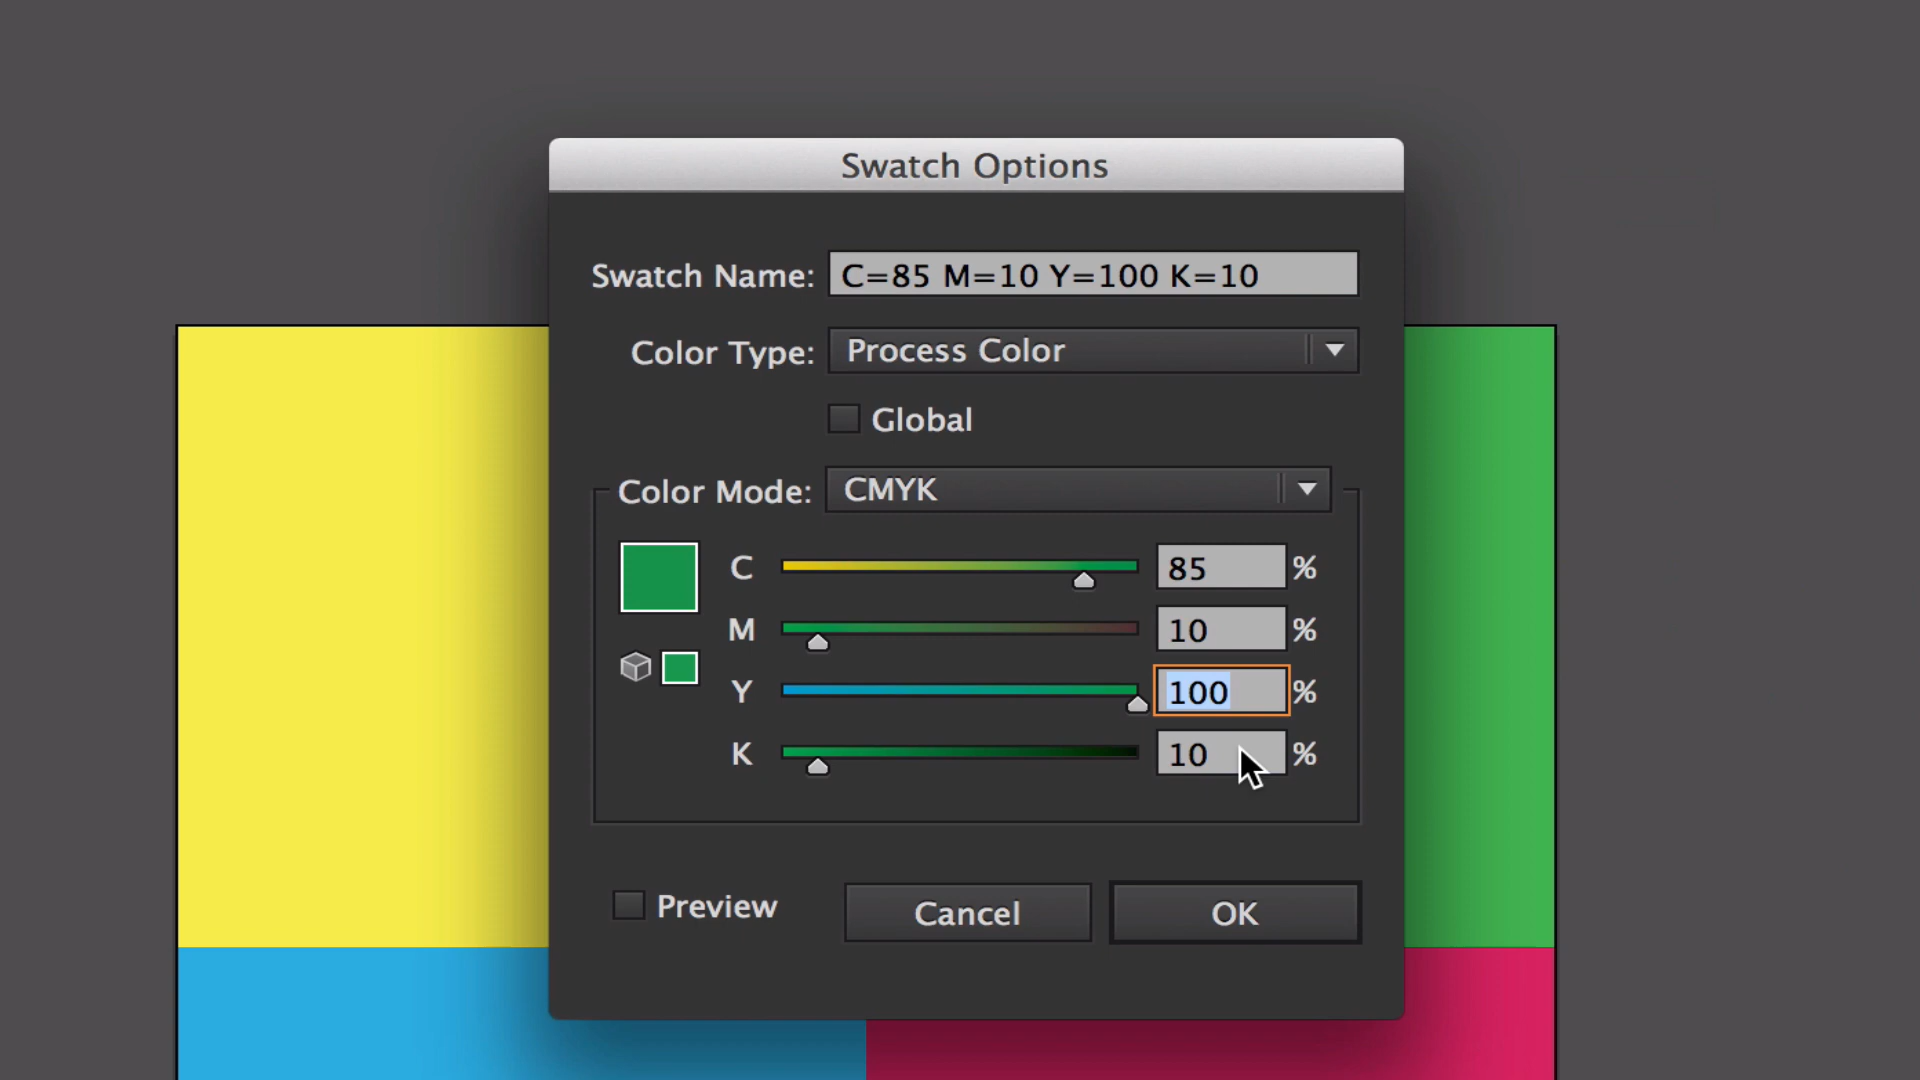 Swatch Options
Swatch Name: C=85 M=10 Y=100 K=10
Color Type: Process Color
Global
Color Mode: CMYK
C 85 %
M 10 %
Y 100 %
K 10 %
Preview Cancel OK